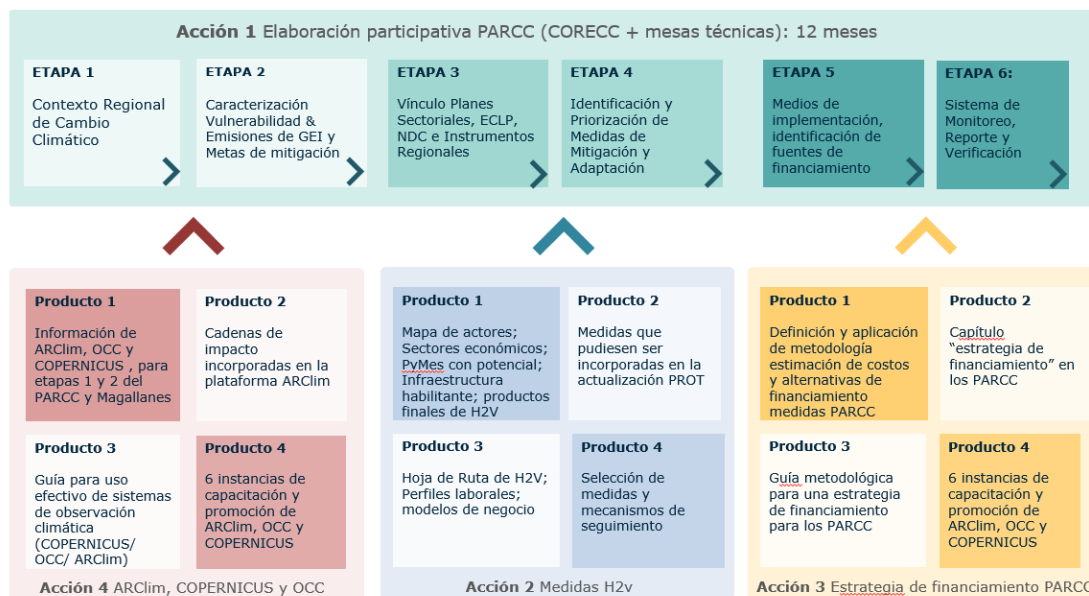 Acción 1 Elaboración participativa PARCC (CORECC + mesas técnicas): 12 meses
ETAPA 1
Contexto Regional
de Cambio
Climático
ETAPA 2
Caracterización
Vulnerabilidad &
Emisiones de GEI y
Metas de mitigación
ETAPA 3
Vínculo Planes
Sectoriales, ECLP,
NDC e Instrumentos
Regionales
ETAPA 4
Identificación y
Priorización de
Medidas de
Mitigación y
Adaptación
ETAPA 5
Medios de
implementación,
identificación de
fuentes de
financiamiento
ETAPA 6:
Sistema de
Monitoreo,
Reporte y
Verificación
Producto 1
Información de
ARClim, OCC y
COPERNICUS , para
etapas 1 y 2 del
PARCC y Magallanes
Producto 2
Cadenas de
impacto
incorporadas en la
plataforma ARClim
Producto 3
Guía para uso
efectivo de sistemas
de observación
climática
(COPERNICUS/
OCC/ ARClim)
Producto 4
6 instancias de
capacitación y
promoción de
ARClim, OCC y
COPERNICUS
Acción 4 ARClim, COPERNICUS y OCC
Producto 1
Mapa de actores;
Sectores económicos;
PyMes con potencial;
Infraestructura
habilitante; productos
finales de H2V
Producto 2
Medidas que
pudiesen ser
incorporadas en la
actualización PROT
Producto 3
Hoja de Ruta de H2V;
Perfiles laborales;
modelos de negocio
Producto 4
Selección de
medidas y
mecanismos de
seguimiento
Acción 2 Medidas H2v
Producto 1
Definición y aplicación
de metodología
estimación de costos
y alternativas de
financiamiento
medidas PARCC
Producto 2
Capítulo
“estrategia de
financiamiento” en
los PARCC
Producto 3
Guía metodológica
para una estrategia
de financiamiento
para los PARCC
Producto 4
6 instancias de
capacitación y
promoción de
ARClim, OCC y
COPERNICUS
Acción 3 Estrategia de financiamiento PARCC